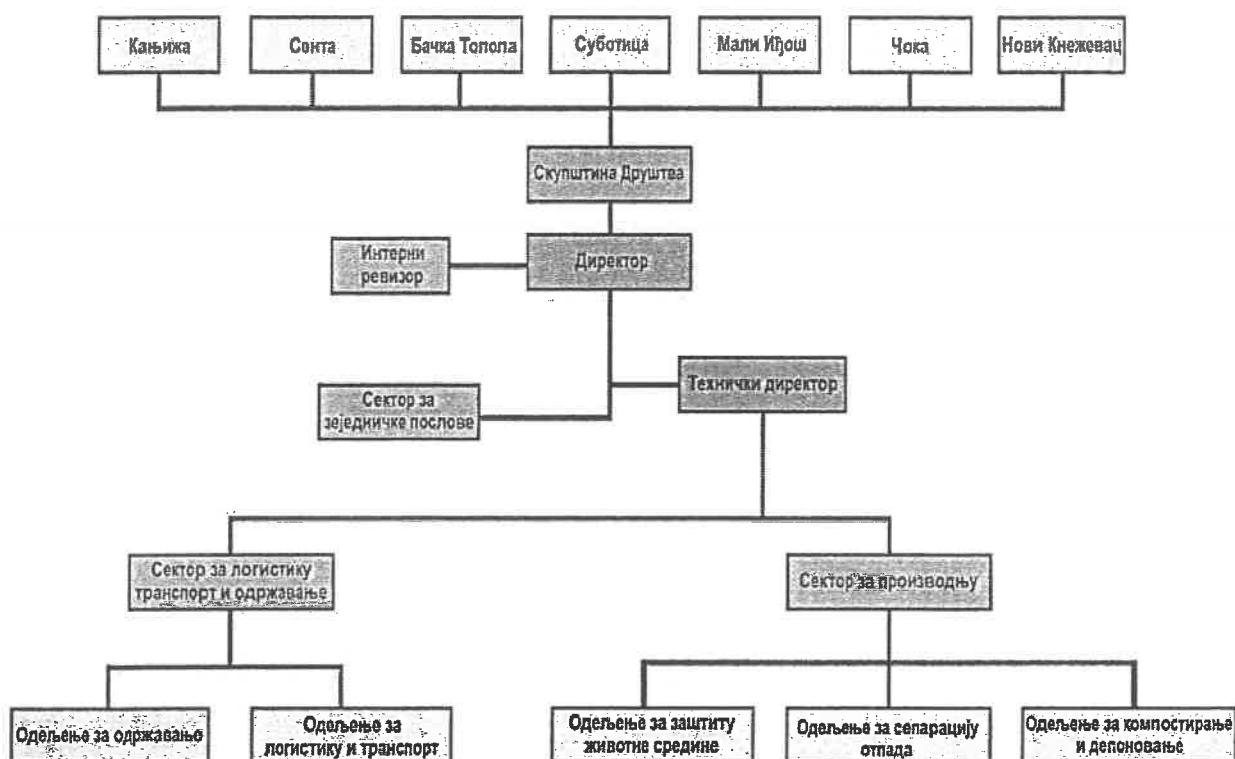 Кањижа
Сента
Бачка Топола
Суботица
Мали Иђош
Чока
Нови Кнежевац
Скупштина Друштва
Интерни
ревизор
Директор
Технички директор
Сектор за
зеједничке послове
Сектор за логистику
транспорт и одржавање
Сектор за производњу
Одељење за одржавање
Одељење за
логистику и транспорт
Одељење за заштиту
животне средине
Одељење за сепарацију
отпада
Одељење за компостирање
и депоновање